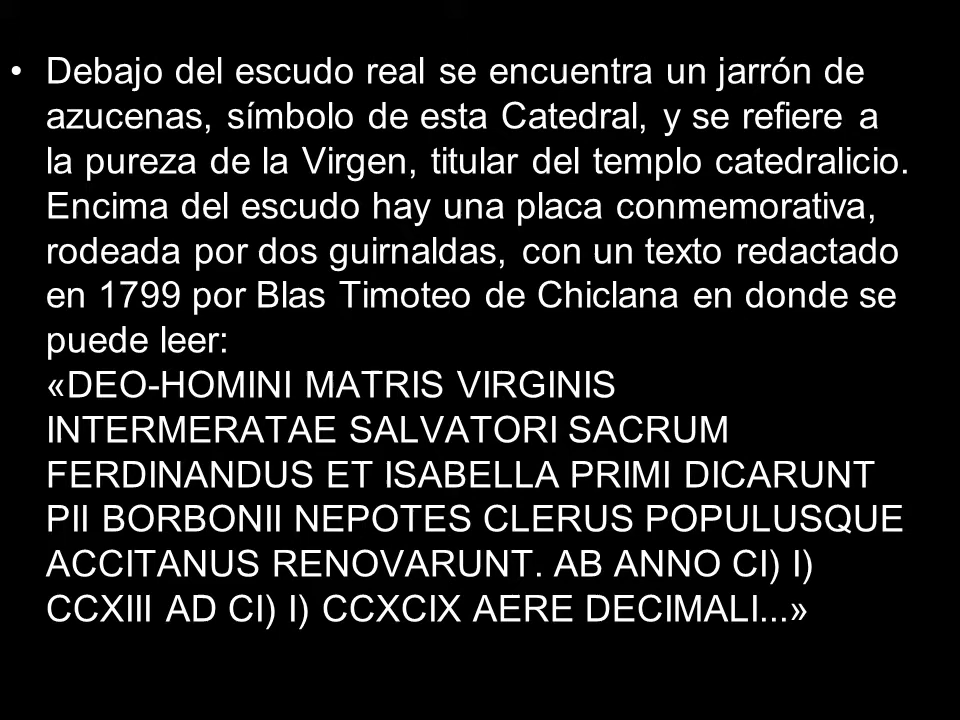 • Debajo del escudo real se encuentra un jarrón de
azucenas, símbolo de esta Catedral, y se refiere a
la pureza de la Virgen, titular del templo catedralicio.
Encima del escudo hay una placa conmemorativa,
rodeada por dos guirnaldas, con un texto redactado
en 1799 por Blas Timoteo de Chiclana en donde se
puede leer:
«DEO-HOMINI MATRIS VIRGINIS
INTERMERATAE SALVATORI SACRUM
FERDINANDUS ET ISABELLA PRIMI DICARUNT
PII BORBONII NEPOTES CLERUS POPULUSQUE
ACCITANUS RENOVARUNT. AB ANNO CI) I)
CCXIII AD CI) I) CCXCIX AERE DECIMALI...»